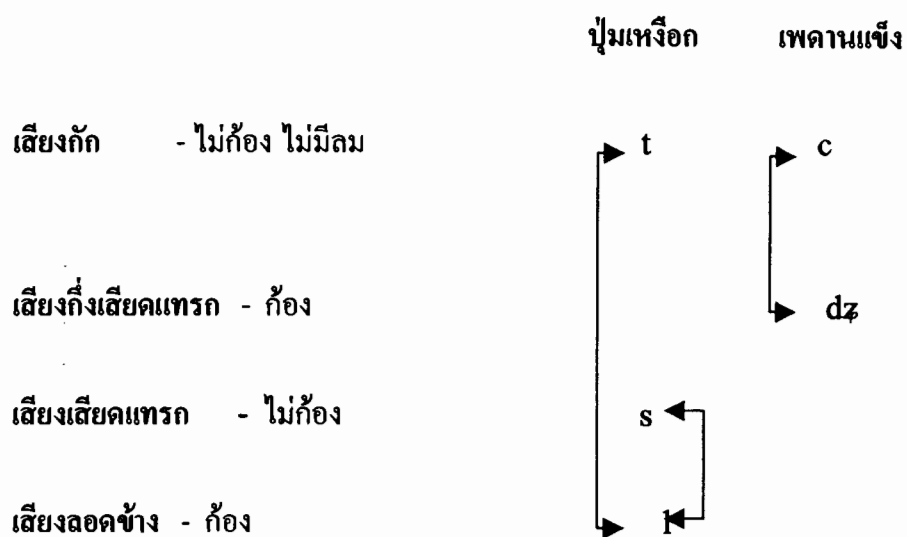 ปุ่มเหงือก เพดานแข็ง
เสียงกัก - ไม่ก้อง ไม่มีลม t c
เสียงกึ่งเสียดแทรก - ก้อง dʑ
เสียงเสียดแทรก - ไม่ก้อง s
เสียงลอดข้าง - ก้อง l